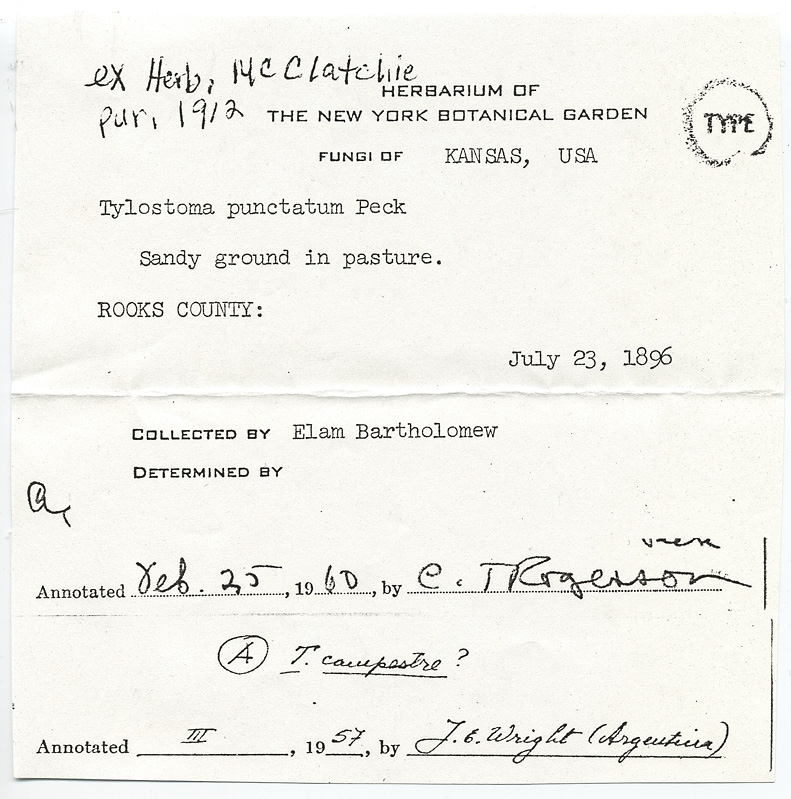 ex Herb. McClatchie
HERBARIUM OF
pur. 1912 THE NEW YORK BOTANICAL GARDEN
TYPE
FUNGI OF KANSAS, USA
Tylostoma punctatum Peck
Sandy ground in pasture.
ROOKS COUNTY:
July 23, 1896
COLLECTED BY Elam Bartholomew
DETERMINED BY
a,
Annotated Feb. 25, 1960, by C. T Rogerson
A T. campestre?
Annotated III, 1957, by J. E. Wright (Argentina)